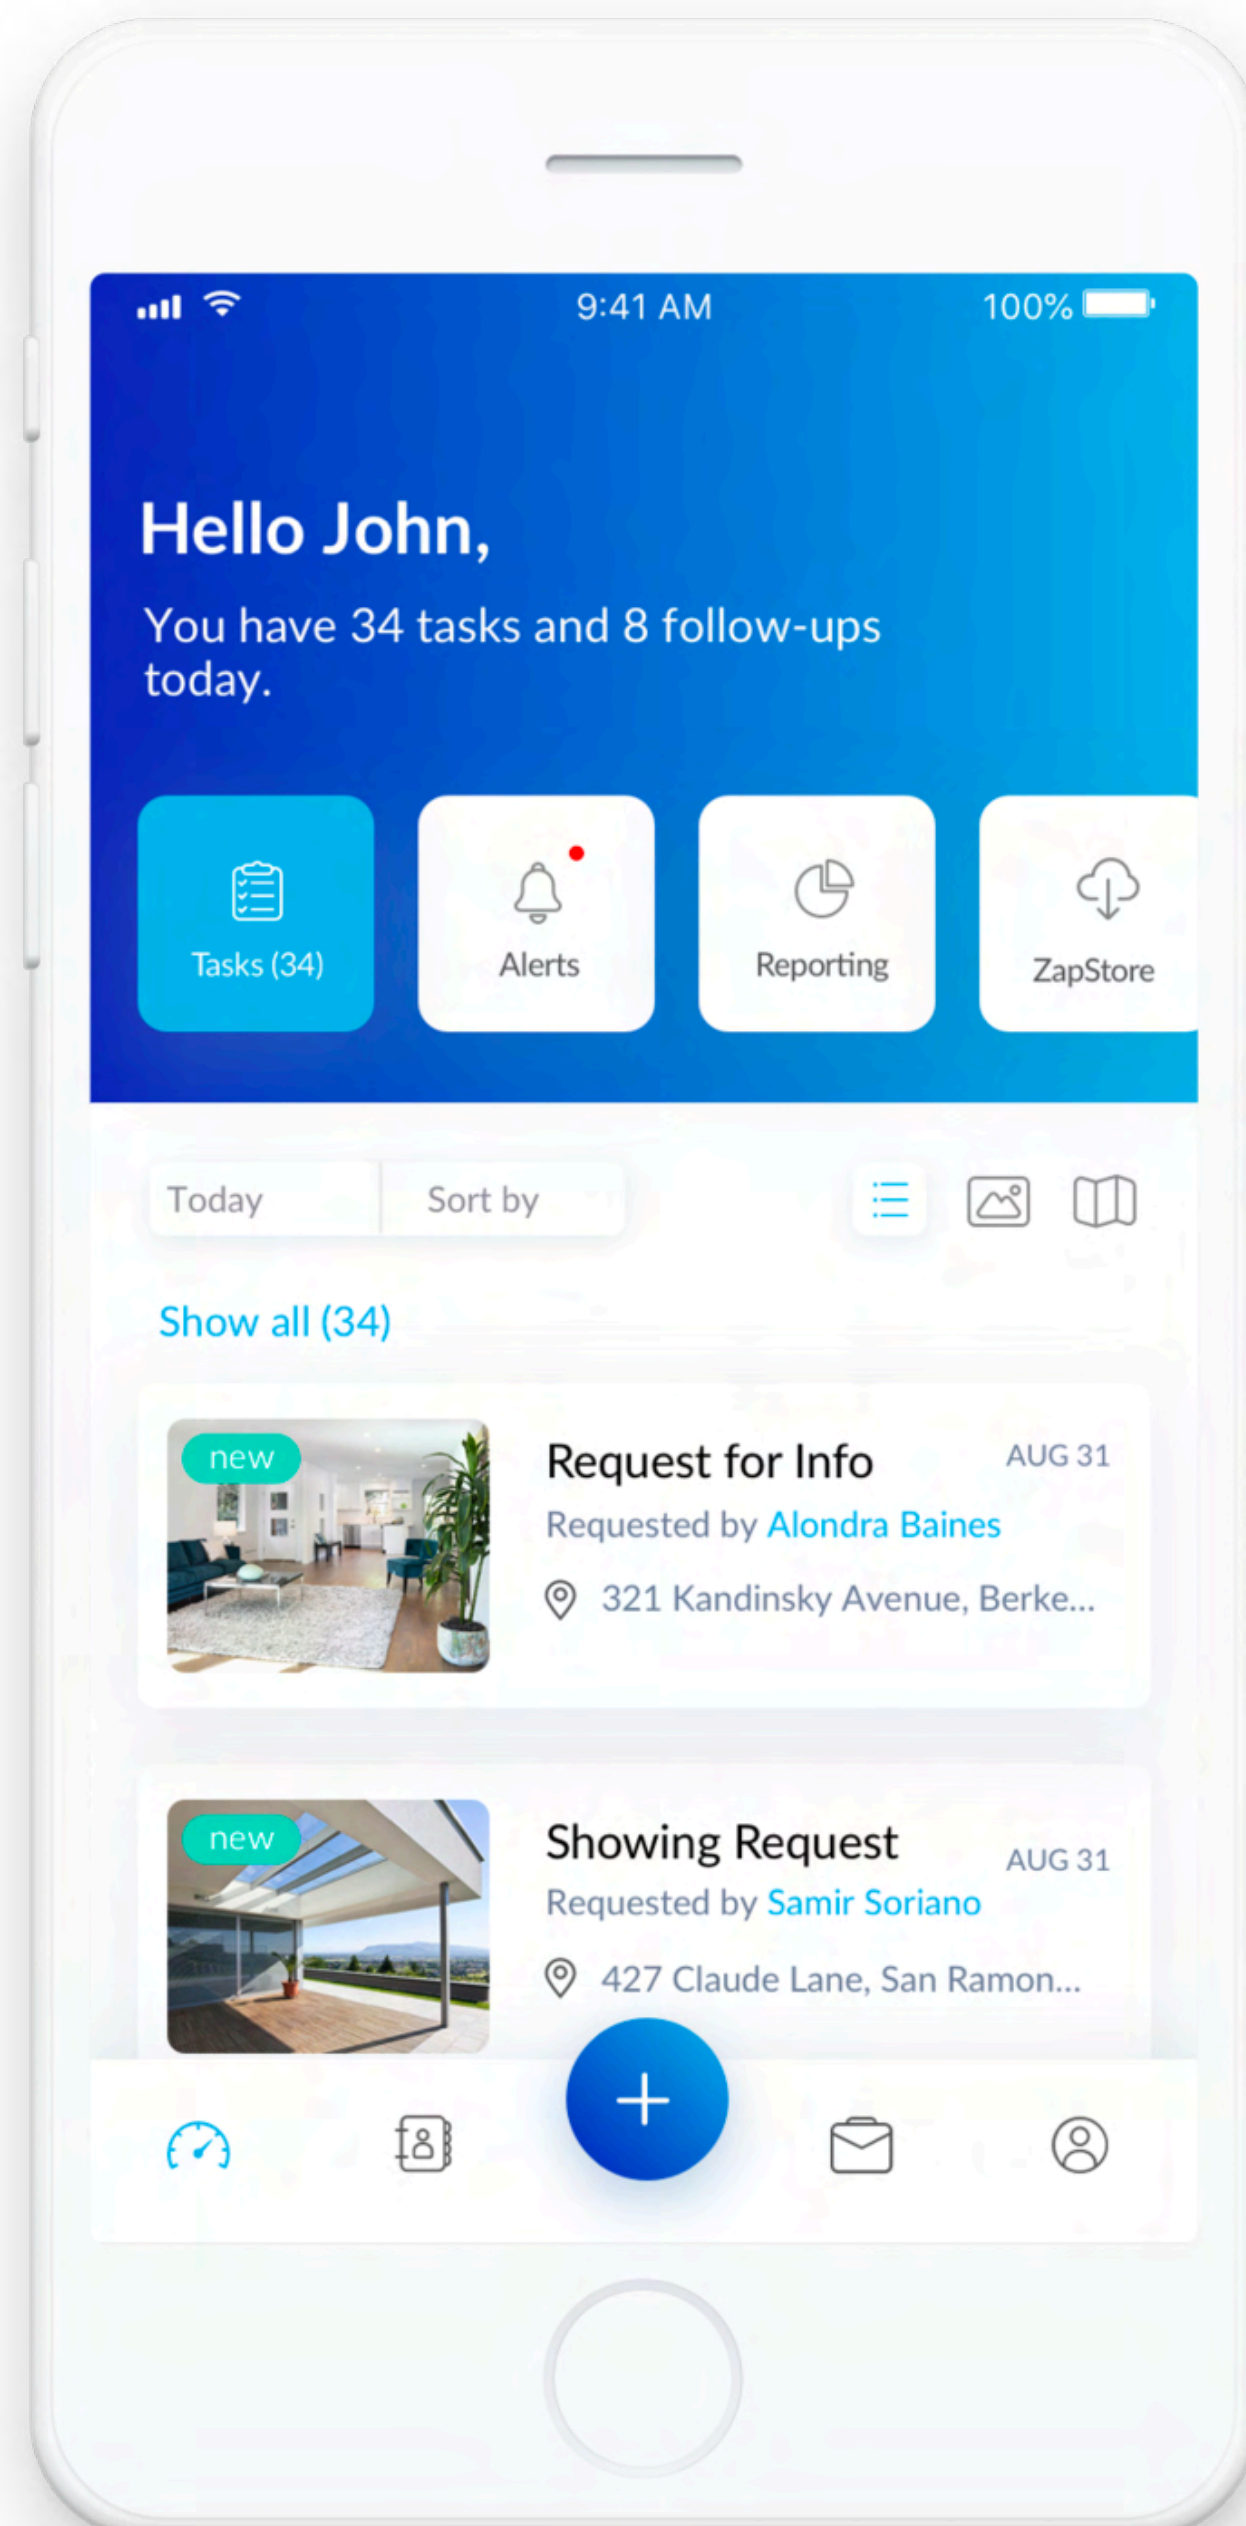 9:41 AM
100%
Hello John,
You have 34 tasks and 8 follow-ups
today.
Tasks (34)
Alerts
Reporting
ZapStore
Today
Sort by
Show all (34)
new
Request for Info
AUG 31
Requested by Alondra Baines
321 Kandinsky Avenue, Berke...
new
Showing Request
AUG 31
Requested by Samir Soriano
427 Claude Lane, San Ramon...